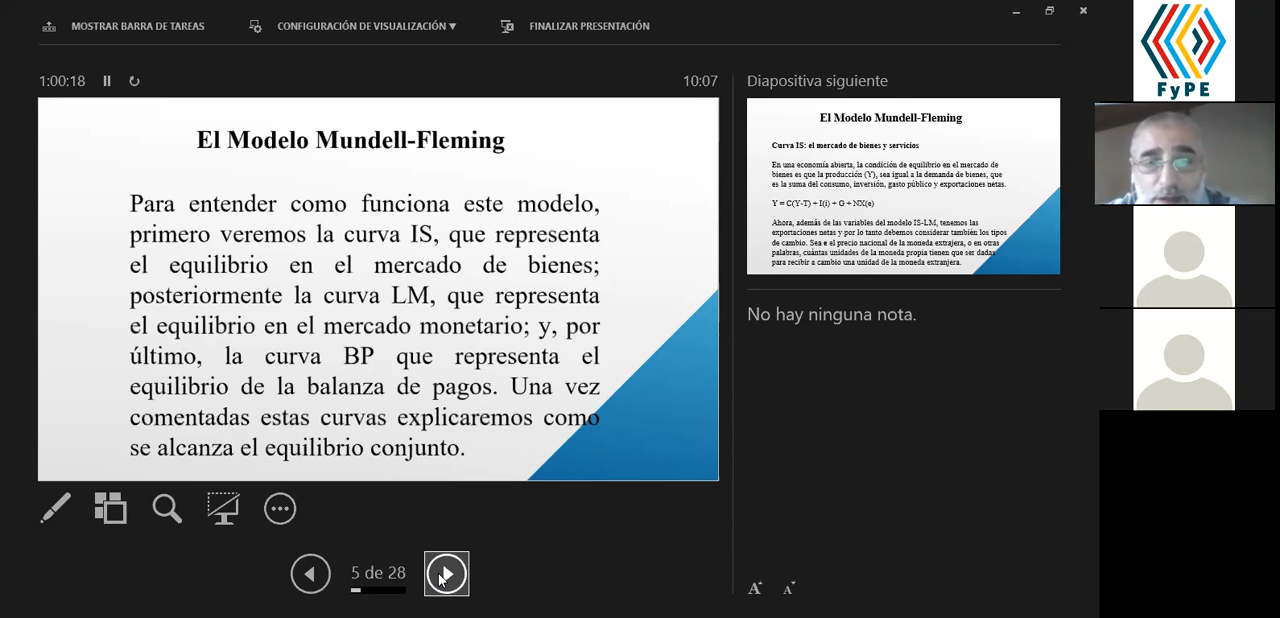 MOSTRAR BARRA DE TAREAS
CONFIGURACIÓN DE VISUALIZACIÓN ▼
FINALIZAR PRESENTACIÓN
1:00:18
10:07
El Modelo Mundell-Fleming
Para entender como funciona este modelo,
primero veremos la curva IS, que representa
el equilibrio en el mercado de bienes;
posteriormente la curva LM, que representa
el equilibrio en el mercado monetario; y, por
último, la curva BP que representa el
equilibrio de la balanza de pagos. Una vez
comentadas estas curvas explicaremos como
se alcanza el equilibrio conjunto.
5 de 28
Diapositiva siguiente
El Modelo Mundell-Fleming
Curva IS: el mercado de bienes y servicios
En una economía abierta, la condición de equilibrio en el mercado de
bienes es que la producción (Y), sea igual a la demanda de bienes, que
es la suma del consumo, inversión, gasto público y exportaciones netas.
Y = C(Y-T) + I(i) + G + NX(e)
Ahora, además de las variables del modelo IS-LM, tenemos las
exportaciones netas y por lo tanto debemos considerar también los tipos
de cambio. Sea e el precio nacional de la moneda extrajera, o en otras
palabras, cuántas unidades de la moneda propia tienen que ser dadas
para recibir a cambio una unidad de la moneda extranjera.
No hay ninguna nota.
A A
FyPE